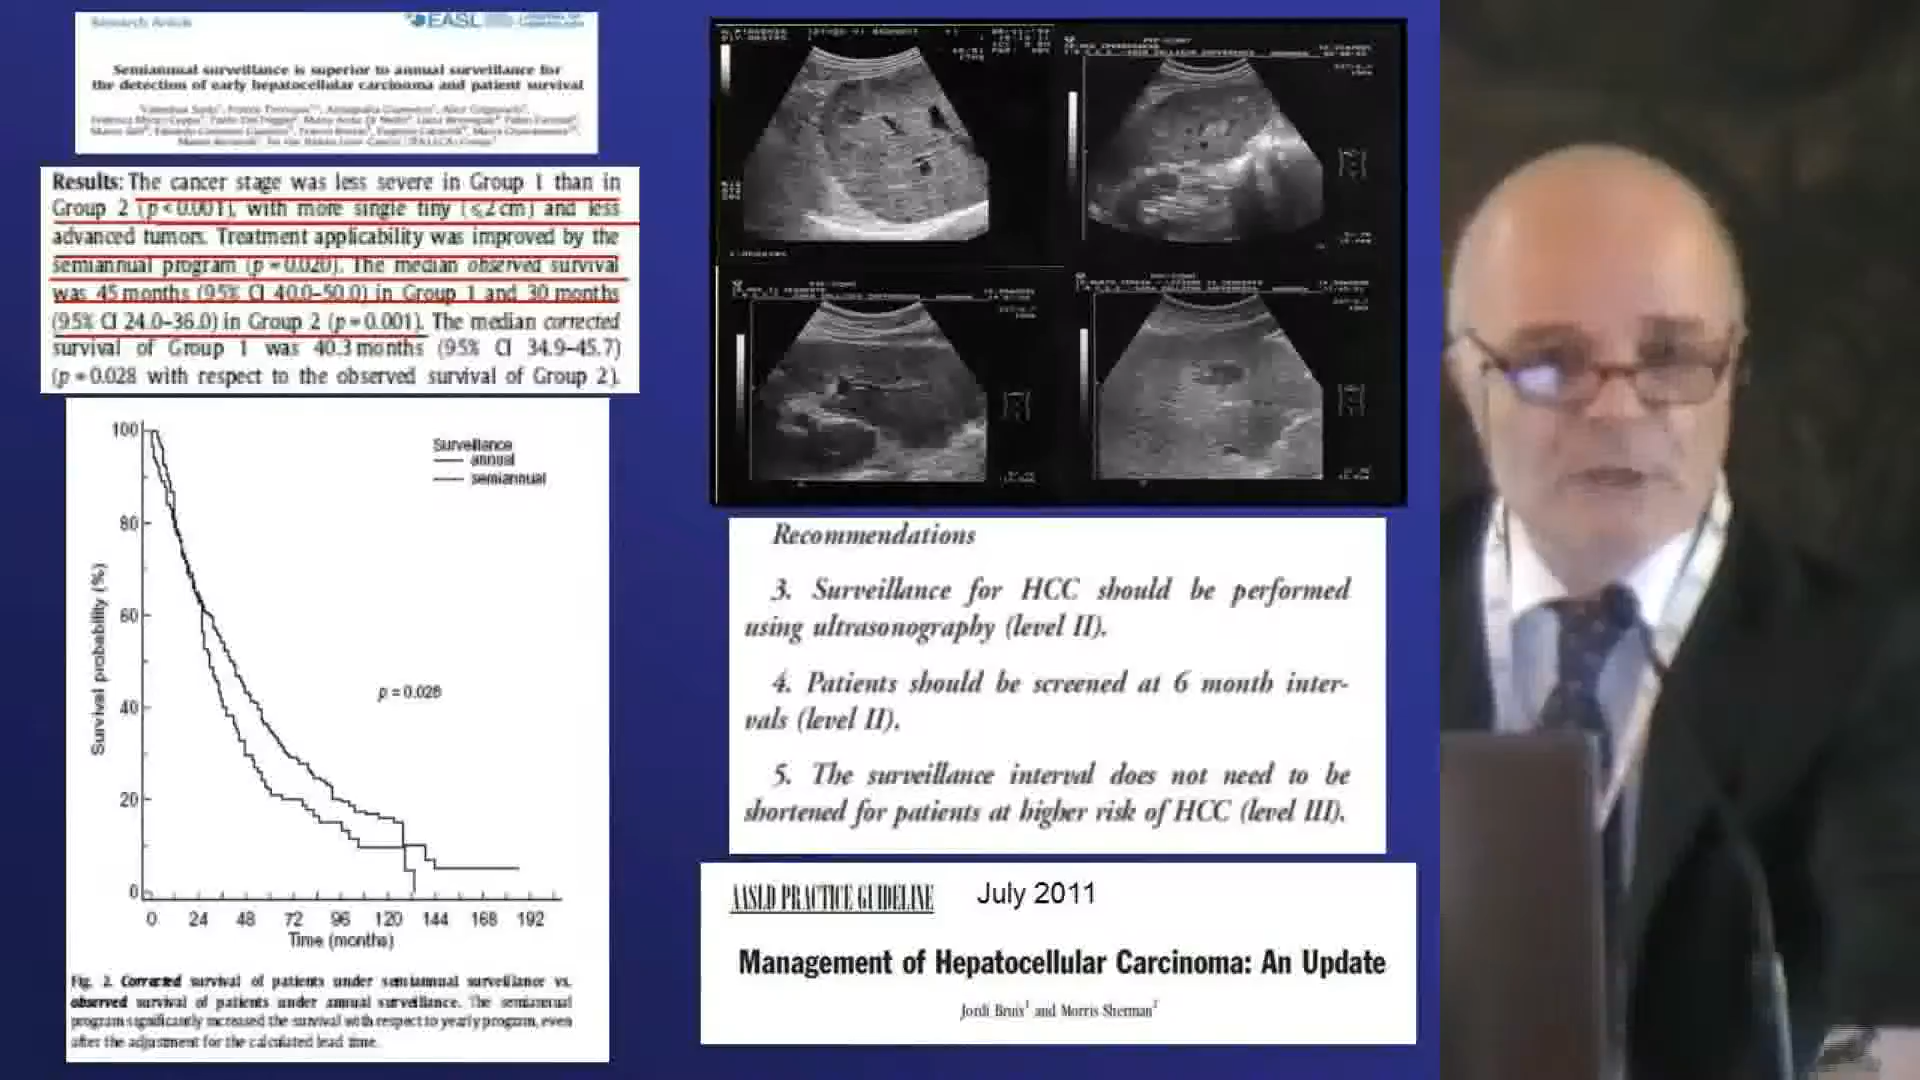 Research Article
EASL
Semiannual surveillance is superior to annual surveillance for
the detection of early hepatocellular carcinoma and patient survival
Results: The cancer stage was less severe in Group 1 than in
Group 2 (p < 0.001), with more single tiny (≤2 cm) and less
advanced tumors. Treatment applicability was improved by the
semiannual program (p = 0.020). The median observed survival
was 45 months (95% CI 40.0–50.0) in Group 1 and 30 months
(95% CI 24.0–36.0) in Group 2 (p = 0.001). The median corrected
survival of Group 1 was 40.3 months (95% CI 34.9–45.7)
(p = 0.028 with respect to the observed survival of Group 2).
Surveillance
annual
semiannual
p = 0.028
100
80
60
40
20
0
Survival probability (%)
0 24 48 72 96 120 144 168 192
Time (months)
Fig. 2. Corrected survival of patients under semiannual surveillance vs.
observed survival of patients under annual surveillance. The semiannual
program significantly increased the survival with respect to yearly program, even
after the adjustment for the calculated lead time.
Recommendations
3. Surveillance for HCC should be performed
using ultrasonography (level II).
4. Patients should be screened at 6 month inter-
vals (level II).
5. The surveillance interval does not need to be
shortened for patients at higher risk of HCC (level III).
AASLD PRACTICE GUIDELINE July 2011
Management of Hepatocellular Carcinoma: An Update
Jordi Bruix1 and Morris Sherman2